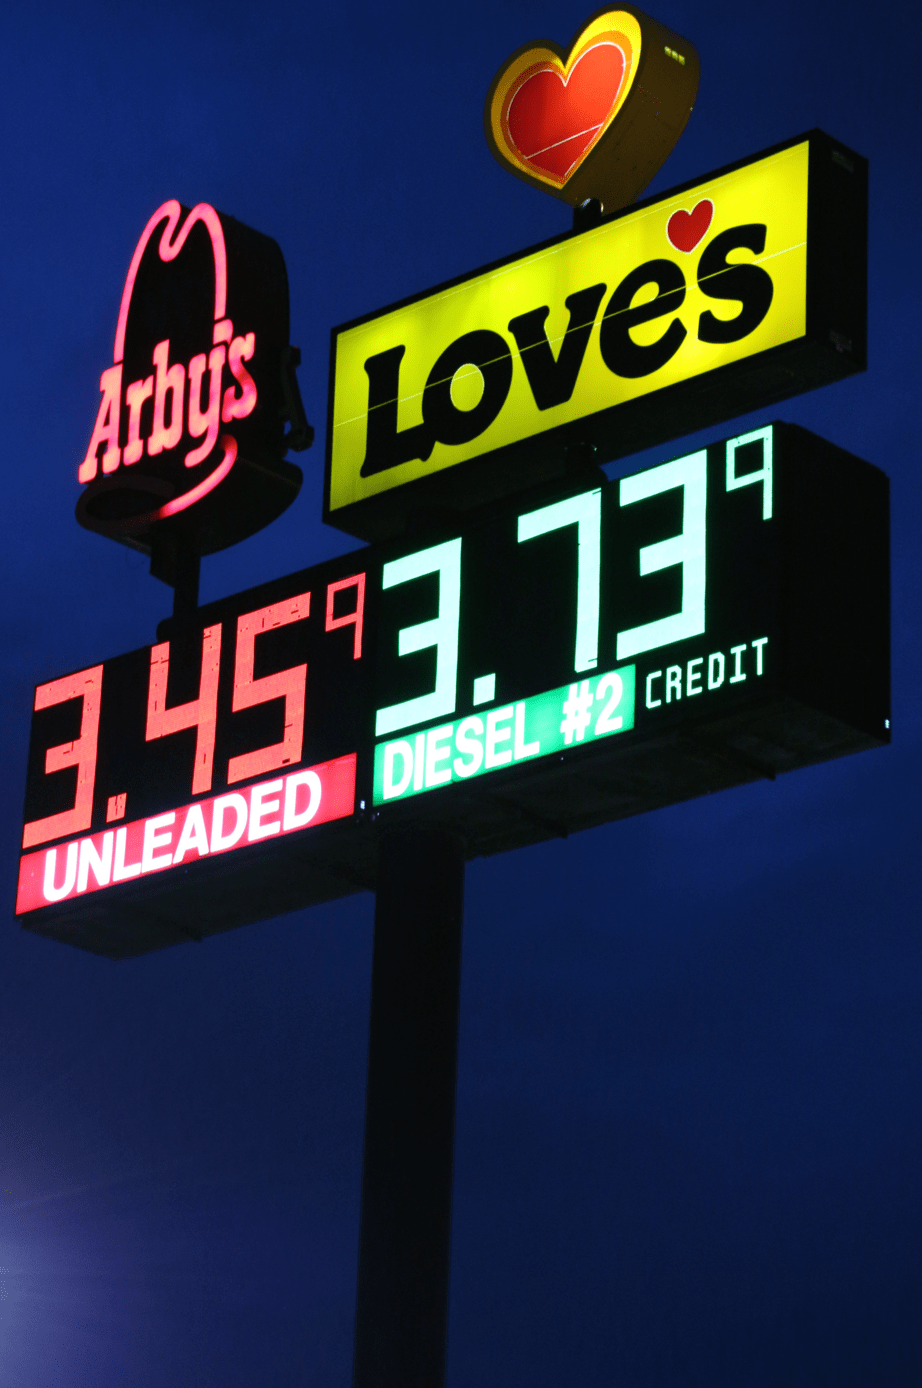 Arby's
Love's
3.45 9
UNLEADED
3.73 9
DIESEL #2
CREDIT